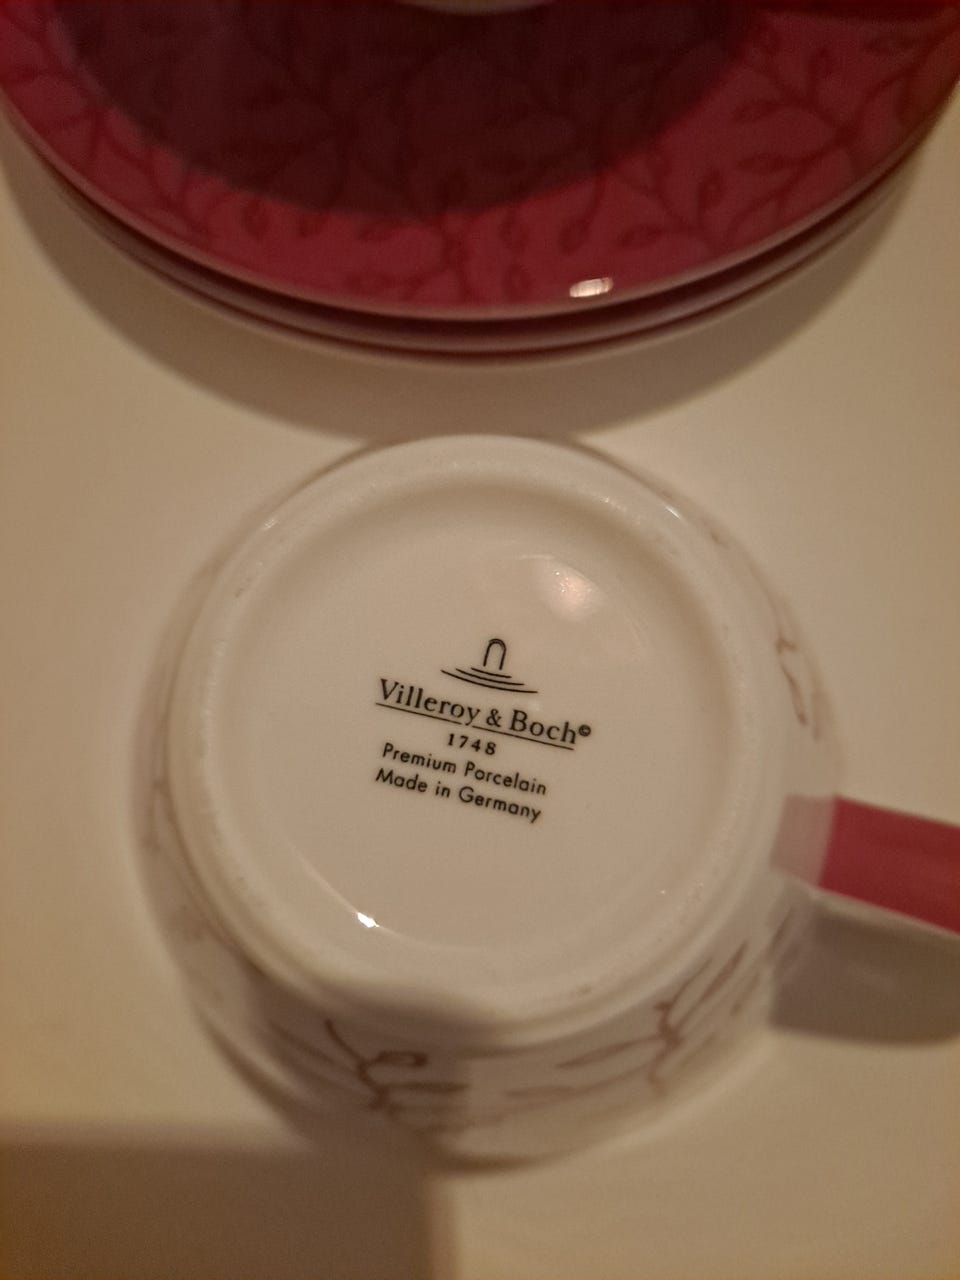 Villeroy & Boch©
1748
Premium Porcelain
Made in Germany